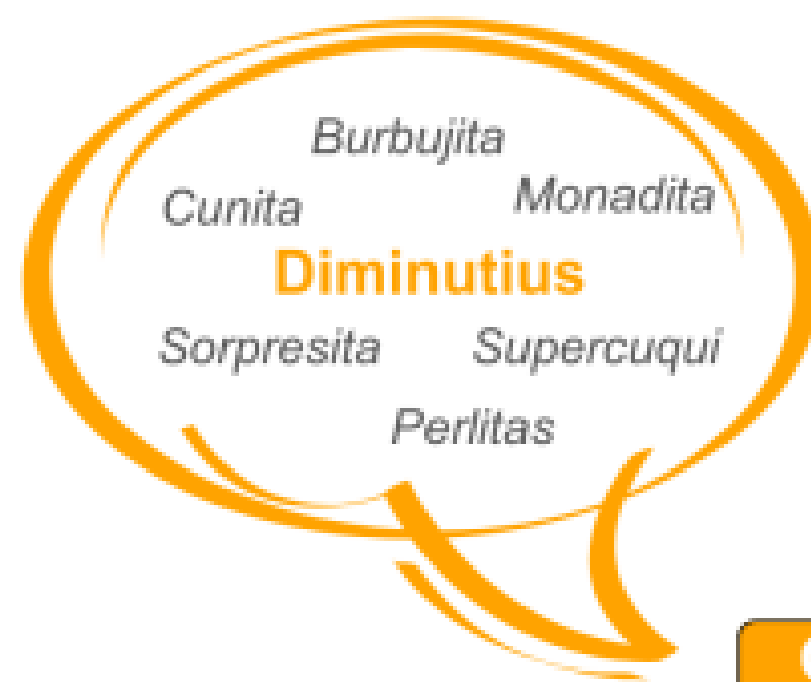 Burbujita
Cunita Monadita
Diminutius
Sorpresita Supercuqui
Perlitas